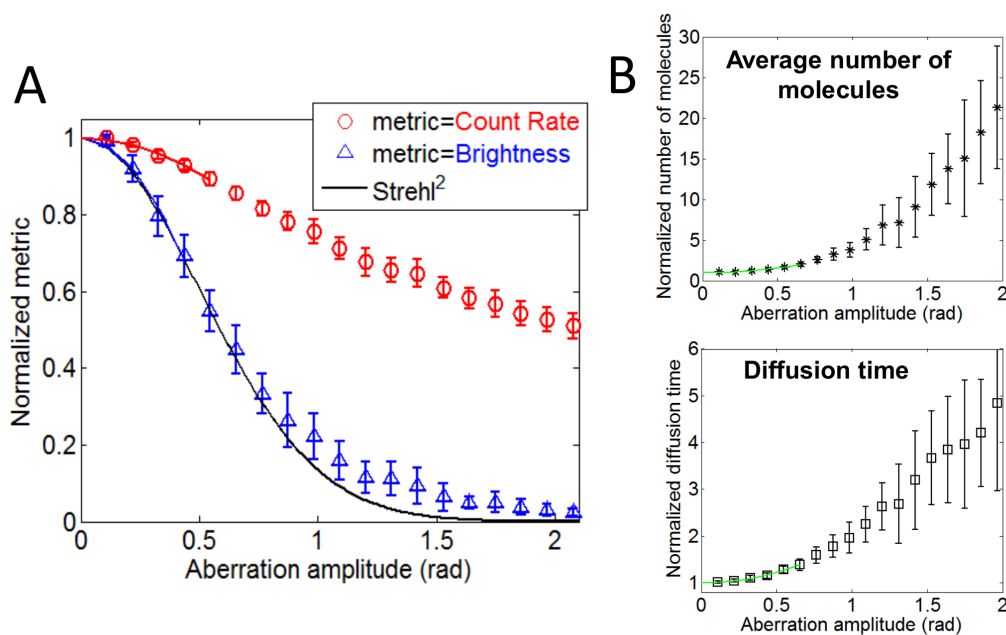 A
metric=Count Rate
metric=Brightness
Strehl²
Normalized metric
1
0.8
0.6
0.4
0.2
0
0
0.5
1
1.5
2
Aberration amplitude (rad)
B
Average number of
molecules
Normalized number of molecules
30
25
20
15
10
5
0
0
0.5
1
1.5
2
Aberration amplitude (rad)
Diffusion time
Normalized diffusion time
6
5
4
3
2
1
0
0.5
1
1.5
2
Aberration amplitude (rad)